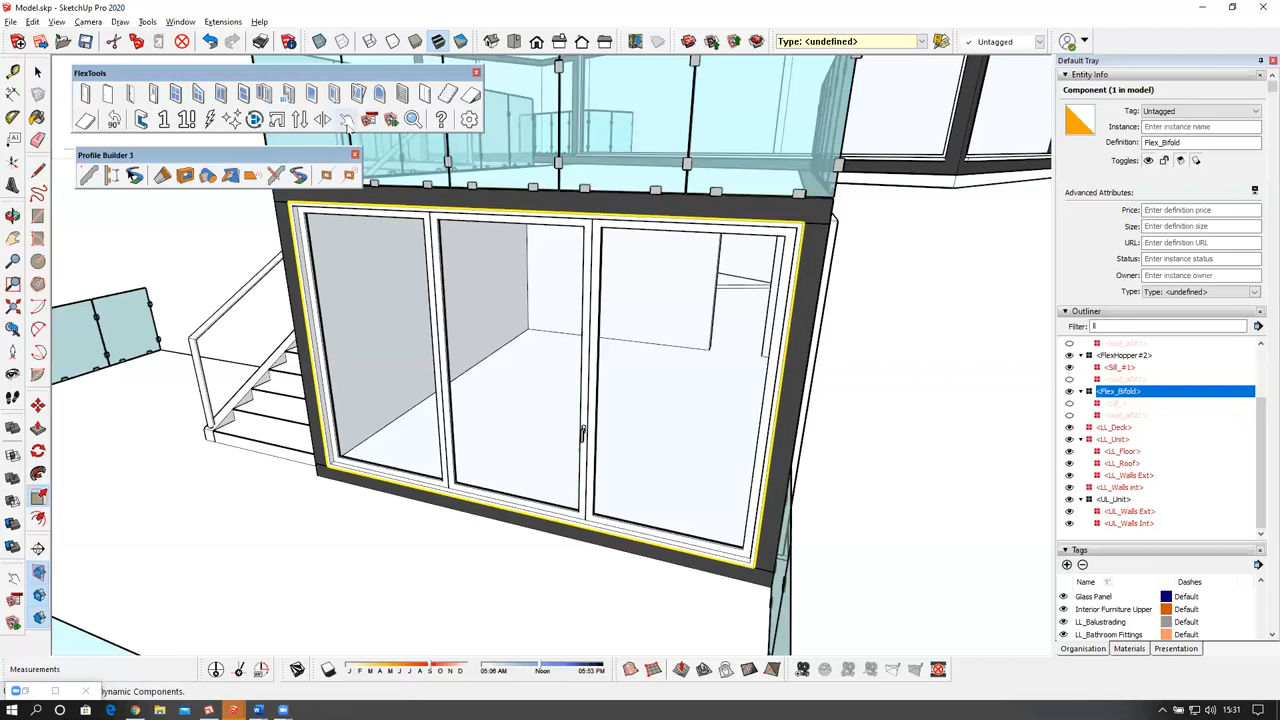 Model.skp - SketchUp Pro 2020
File Edit View Camera Draw Tools Window Extensions Help
Type: <undefined>
Untagged
Default Tray
FlexTools
Entity Info
Component (1 in model)
Tag: Untagged
Instance: Enter instance name
Definition: Flex_Bifold
Toggles:
Profile Builder 3
Advanced Attributes:
Price: Enter definition price
Size: Enter definition size
URL: Enter definition URL
Status: Enter instance status
Owner: Enter instance owner
Type: Type: <undefined>
Outliner
Filter: ll
<FlexHopper#2>
<Sill_#1>
<Flex_Bifold>
<LL_Deck>
<LL_Unit>
<LL_Floor>
<LL_Roof>
<LL_Walls Ext>
<LL_Walls int>
<UL_Unit>
<UL_Walls Ext>
<UL_Walls Int>
Tags
Name Dashes
Glass Panel Default
Interior Furniture Upper Default
LL_Balustrading Default
LL_Bathroom Fittings Default
Organisation Materials Presentation
Measurements
J F M A M J J A S O N D
05:06 AM Noon 05:53 PM
Dynamic Components.
15:31